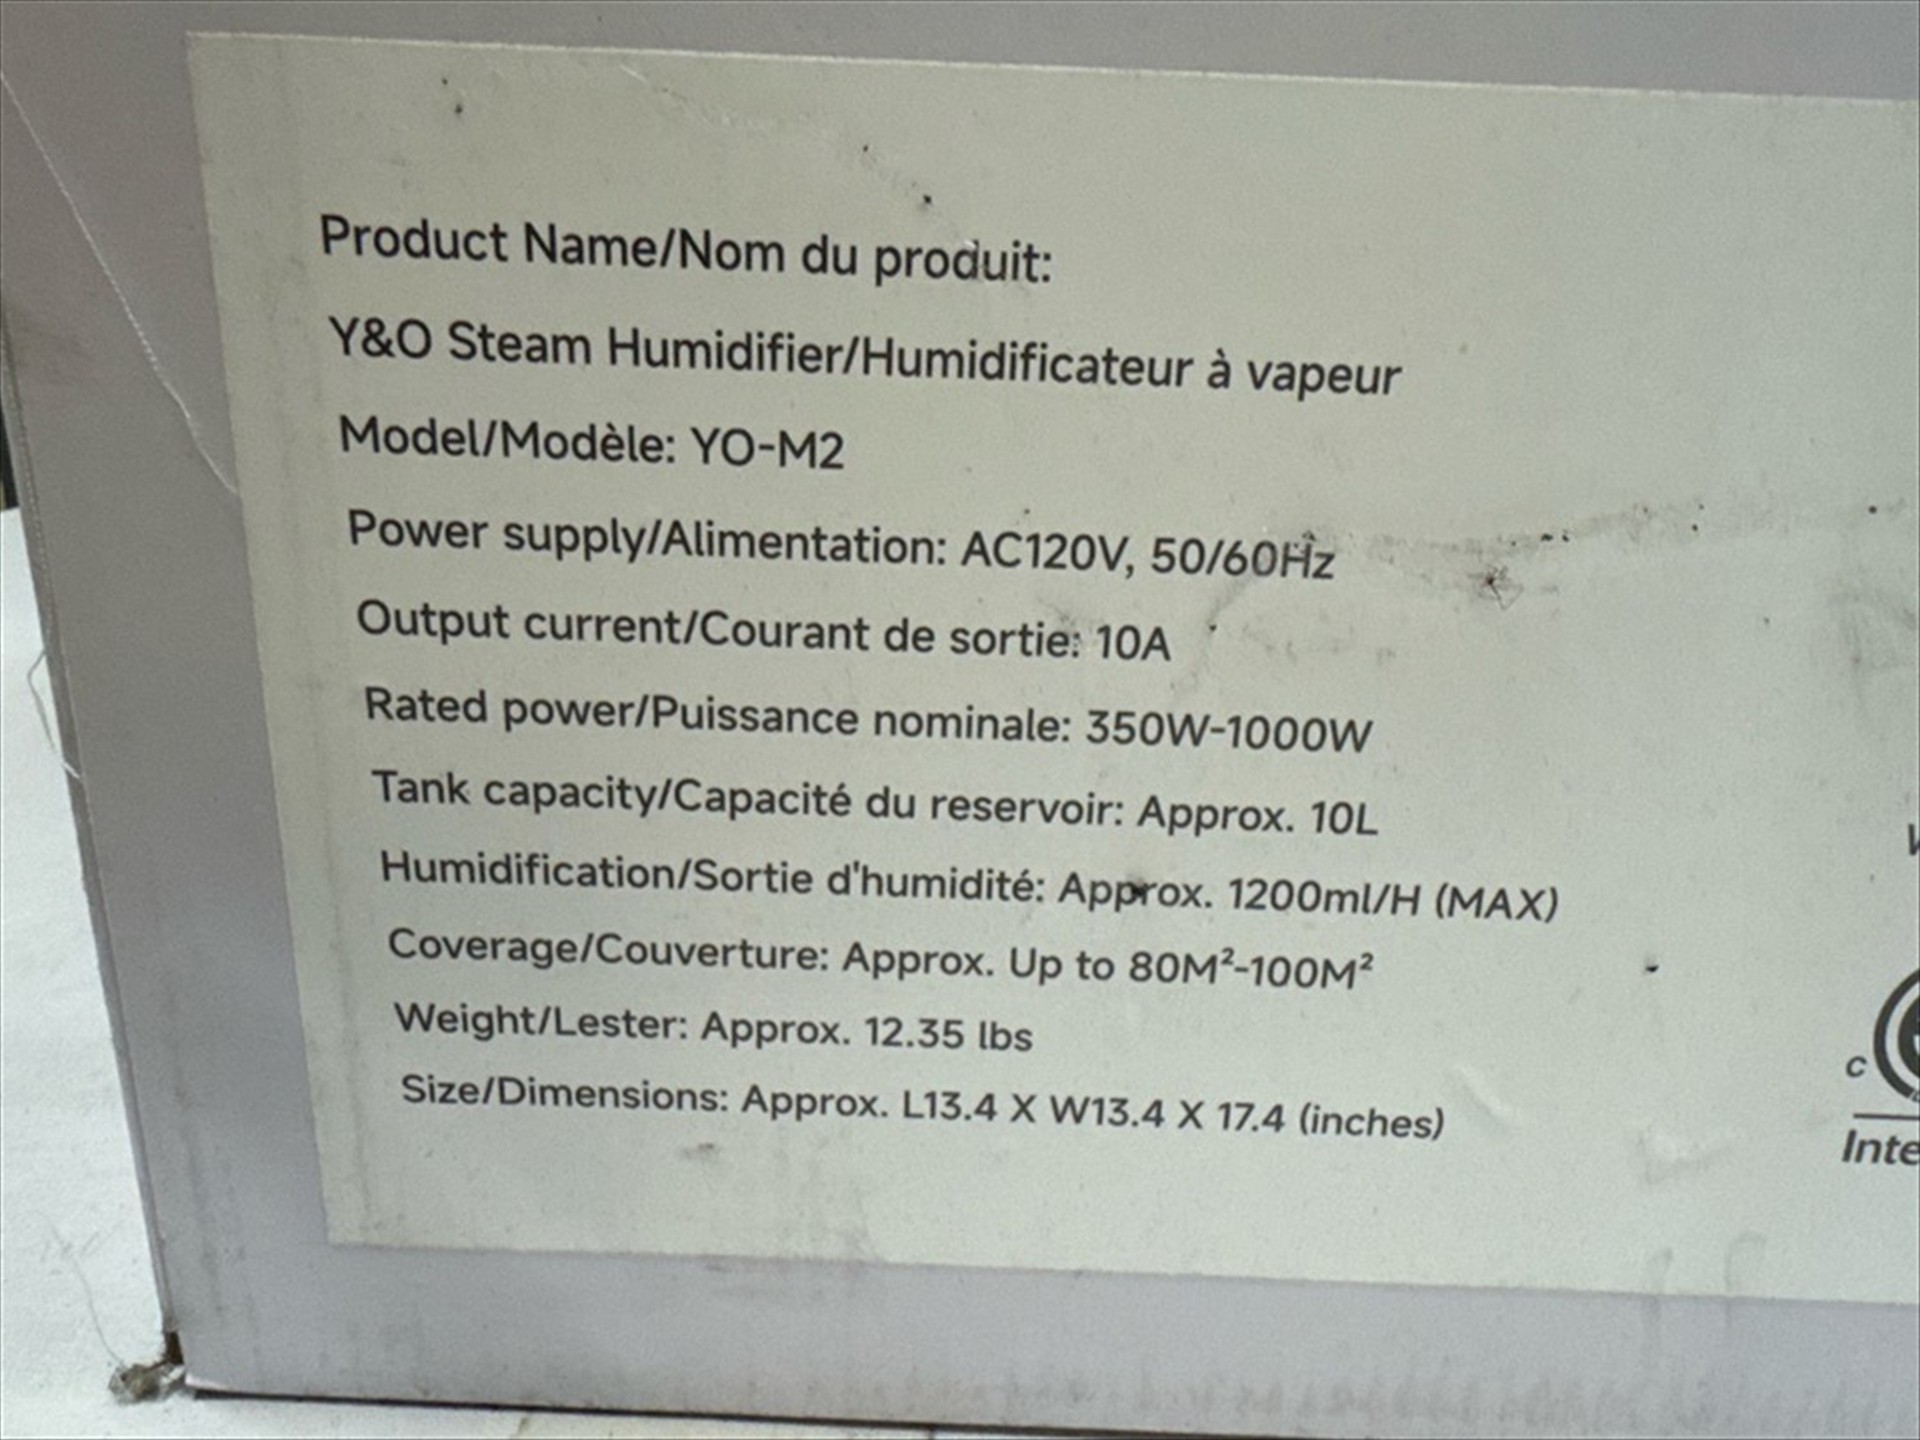 Product Name/Nom du produit:
Y&O Steam Humidifier/Humidificateur à vapeur
Model/Modèle: YO-M2
Power supply/Alimentation: AC120V, 50/60Hz
Output current/Courant de sortie: 10A
Rated power/Puissance nominale: 350W-1000W
Tank capacity/Capacité du reservoir: Approx. 10L
Humidification/Sortie d'humidité: Approx. 1200ml/H (MAX)
Coverage/Couverture: Approx. Up to 80M²-100M²
Weight/Lester: Approx. 12.35 lbs
Size/Dimensions: Approx. L13.4 X W13.4 X 17.4 (inches)
C
Inte